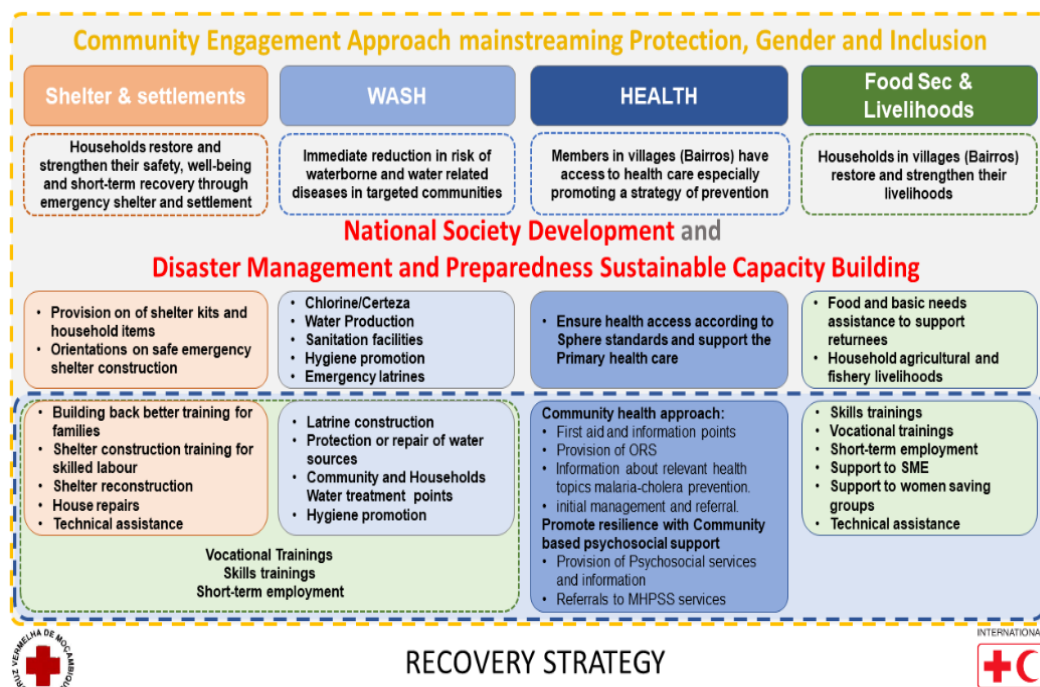 Community Engagement Approach mainstreaming Protection, Gender and Inclusion
Shelter & settlements
WASH
HEALTH
Food Sec &
Livelihoods
Households restore and
strengthen their safety, well-being
and short-term recovery through
emergency shelter and settlement
Immediate reduction in risk of
waterborne and water related
diseases in targeted communities
Members in villages (Bairros) have
access to health care especially
promoting a strategy of prevention
Households in villages (Bairros)
restore and strengthen their
livelihoods
National Society Development and
Disaster Management and Preparedness Sustainable Capacity Building
• Provision on of shelter kits and
household items
• Orientations on safe emergency
shelter construction
• Chlorine/Certeza
• Water Production
• Sanitation facilities
• Hygiene promotion
• Emergency latrines
• Ensure health access according to
Sphere standards and support the
Primary health care
• Food and basic needs
assistance to support
returnees
• Household agricultural and
fishery livelihoods
• Building back better training for
families
• Shelter construction training for
skilled labour
• Shelter reconstruction
• House repairs
• Technical assistance
• Latrine construction
• Protection or repair of water
sources
• Community and Households
Water treatment points
• Hygiene promotion
Vocational Trainings
Skills trainings
Short-term employment
Community health approach:
• First aid and information points
• Provision of ORS
• Information about relevant health
topics malaria-cholera prevention.
• initial management and referral.
Promote resilience with Community
based psychosocial support
• Provision of Psychosocial services
and information
• Referrals to MHPSS services
• Skills trainings
• Vocational trainings
• Short-term employment
• Support to SME
• Support to women saving
groups
• Technical assistance
CRUZ VERMELHA DE MOÇAMBIQUE
RECOVERY STRATEGY
INTERNATIONA